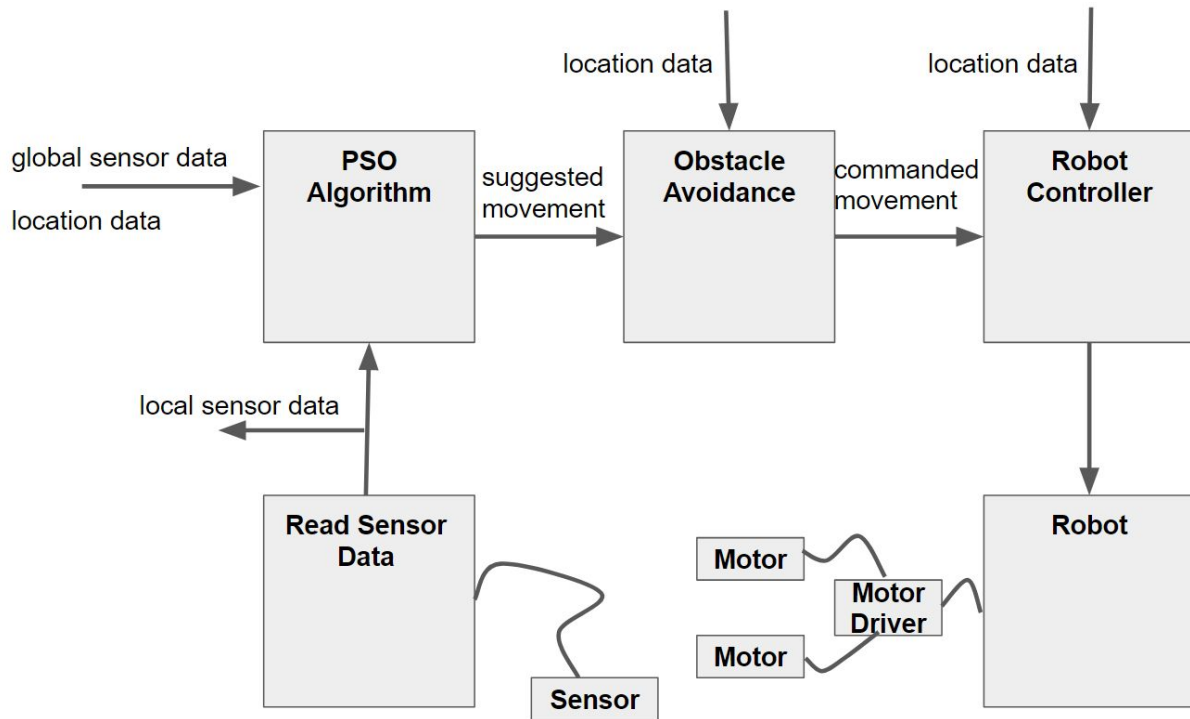 location data
location data
global sensor data
location data
PSO
Algorithm
suggested
movement
Obstacle
Avoidance
commanded
movement
Robot
Controller
local sensor data
Read Sensor
Data
Sensor
Motor
Motor
Driver
Motor
Robot